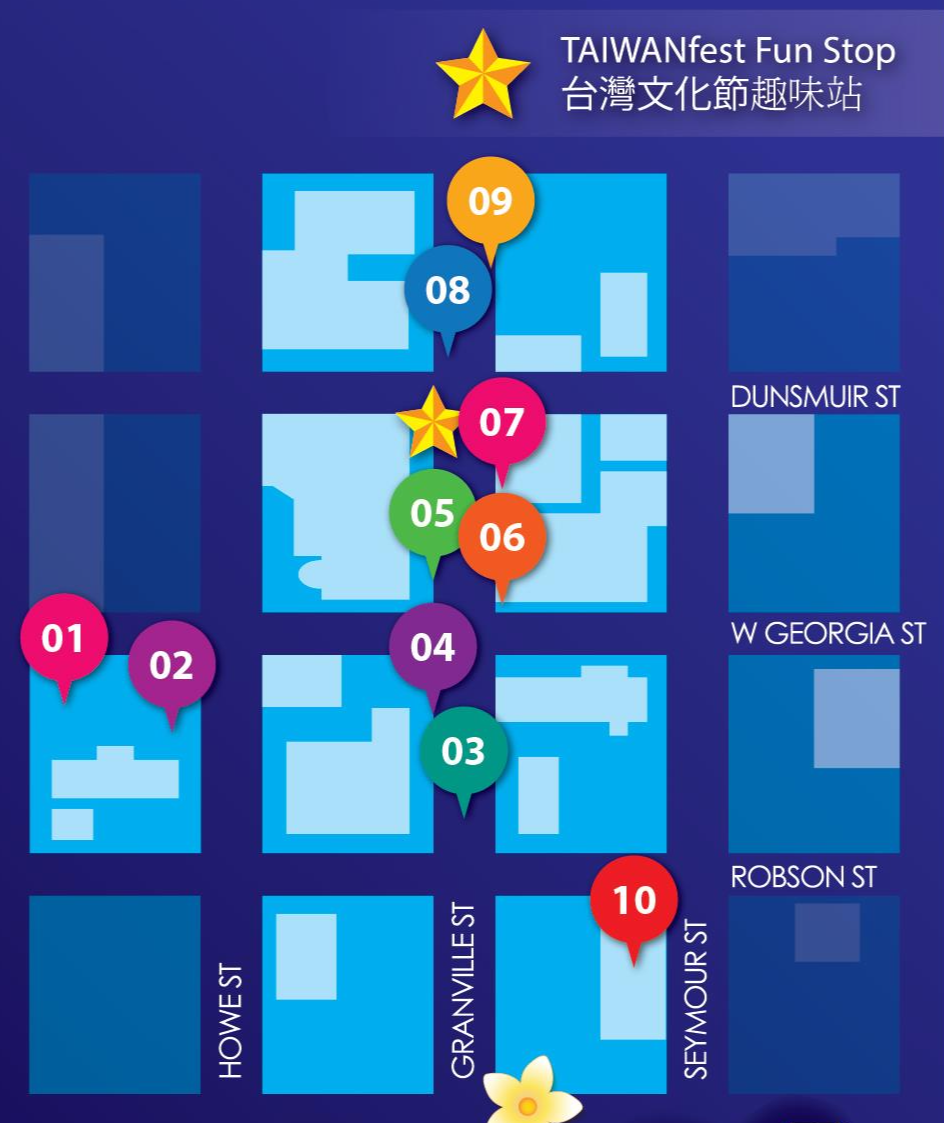 TAIWANfest Fun Stop
台灣文化節趣味站
09
08
DUNSMUIR ST
07
05
06
W GEORGIA ST
01
04
02
03
ROBSON ST
10
HOWE ST
GRANVILLE ST
SEYMOUR ST